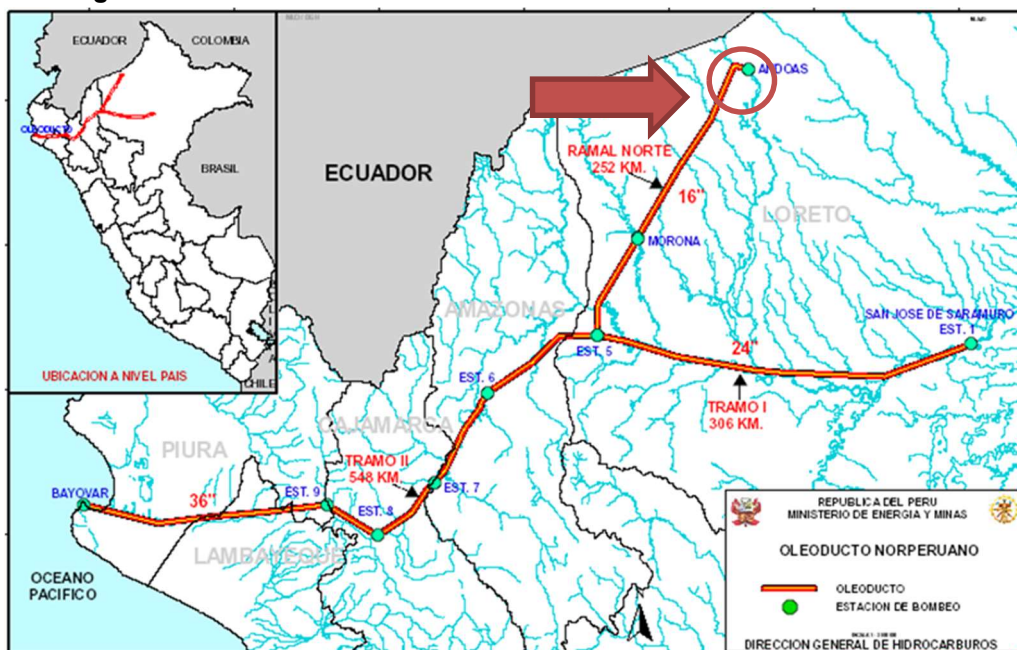 ECUADOR
COLOMBIA
OLEODUCTO
BRASIL
CHILE
UBICACION A NIVEL PAIS
ECUADOR
ANDOAS
RAMAL NORTE
252 KM.
16"
LORETO
MORONA
AMAZONAS
SAN JOSE DE SARAMURO
EST. 1
EST. 5
24"
TRAMO I
306 KM.
EST. 6
CAJAMARCA
PIURA
TRAMO II
548 KM.
EST. 7
BAYOVAR
36"
EST. 9
EST. 8
LAMBAYEQUE
OCEANO
PACIFICO
REPUBLICA DEL PERU
MINISTERIO DE ENERGIA Y MINAS
OLEODUCTO NORPERUANO
OLEODUCTO
ESTACION DE BOMBEO
DIRECCION GENERAL DE HIDROCARBUROS